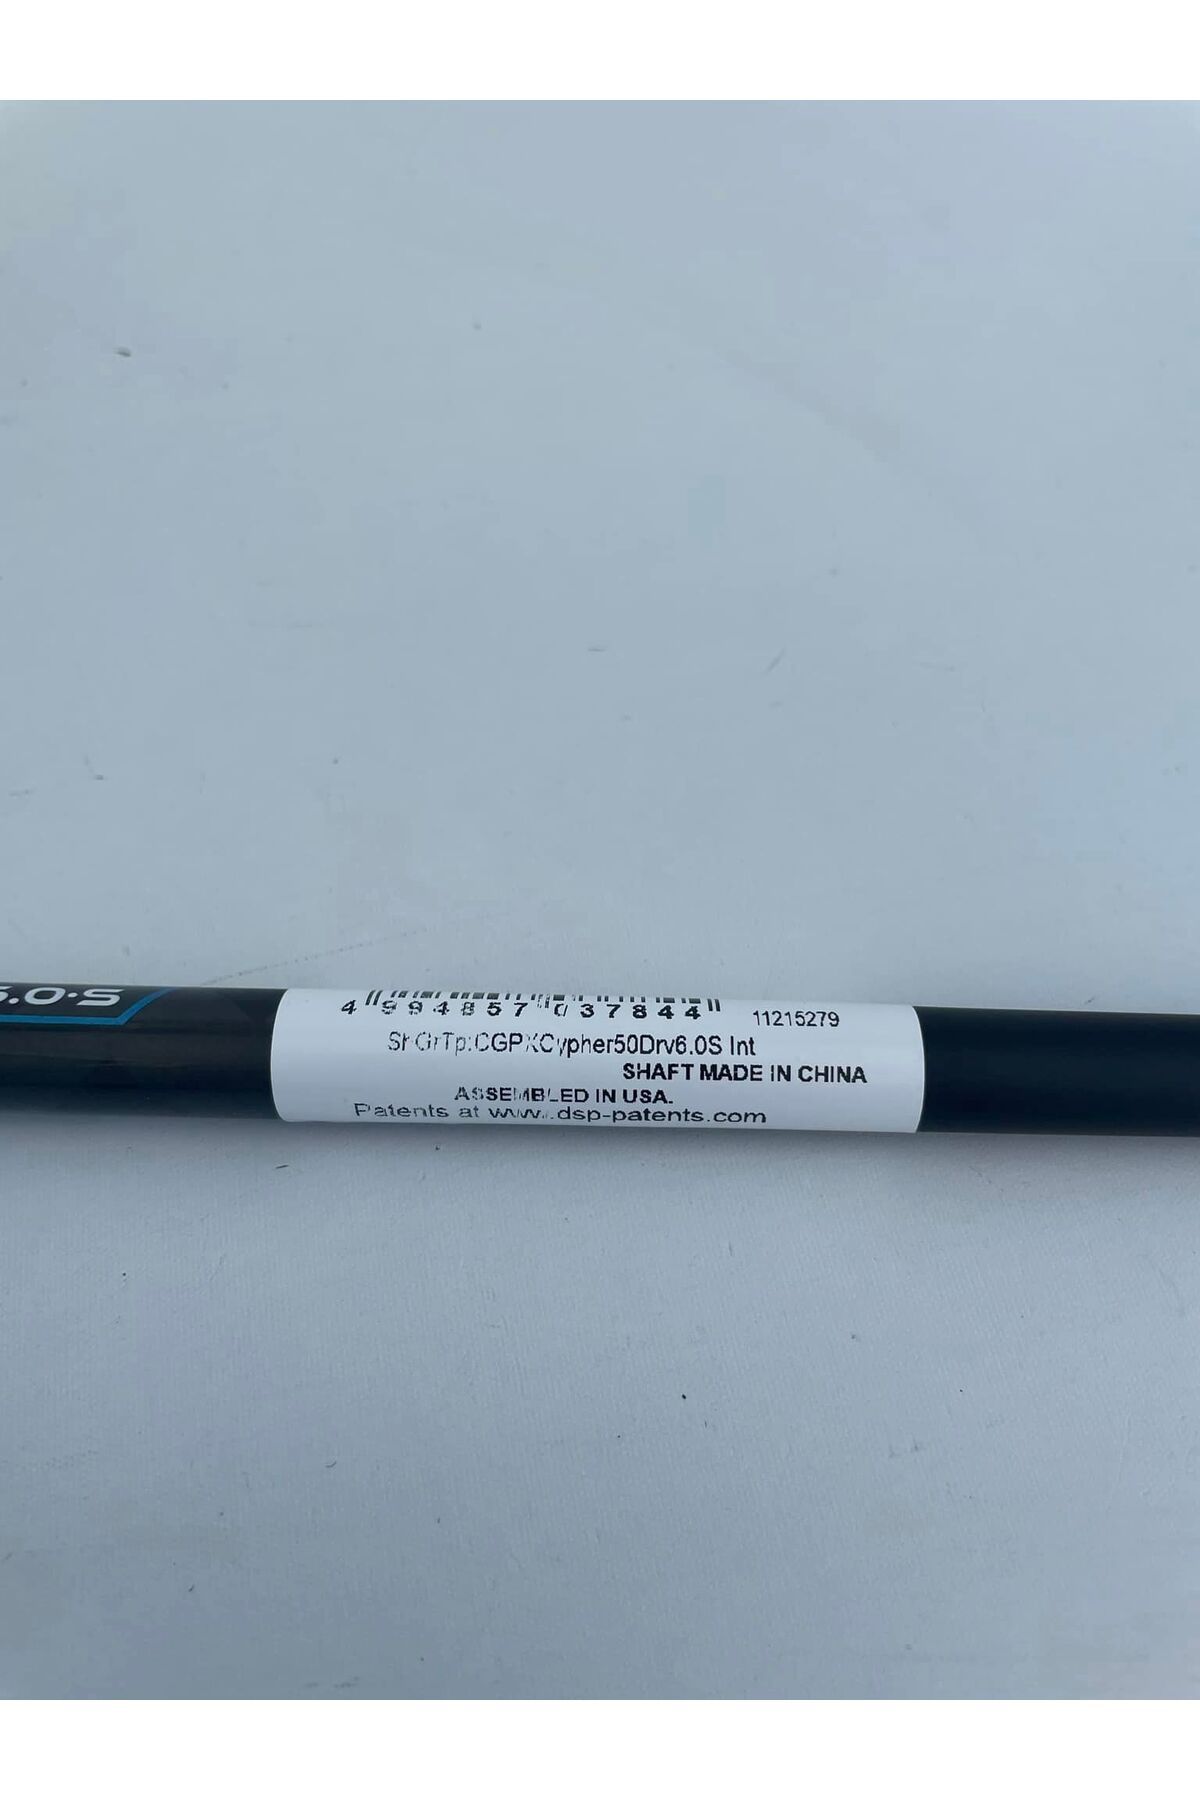 6.0•S
4 994857 037844
11215279
ShGrTp:CGPXCypher50Drv6.0S Int
SHAFT MADE IN CHINA
ASSEMBLED IN USA.
Patents at www.dsp-patents.com